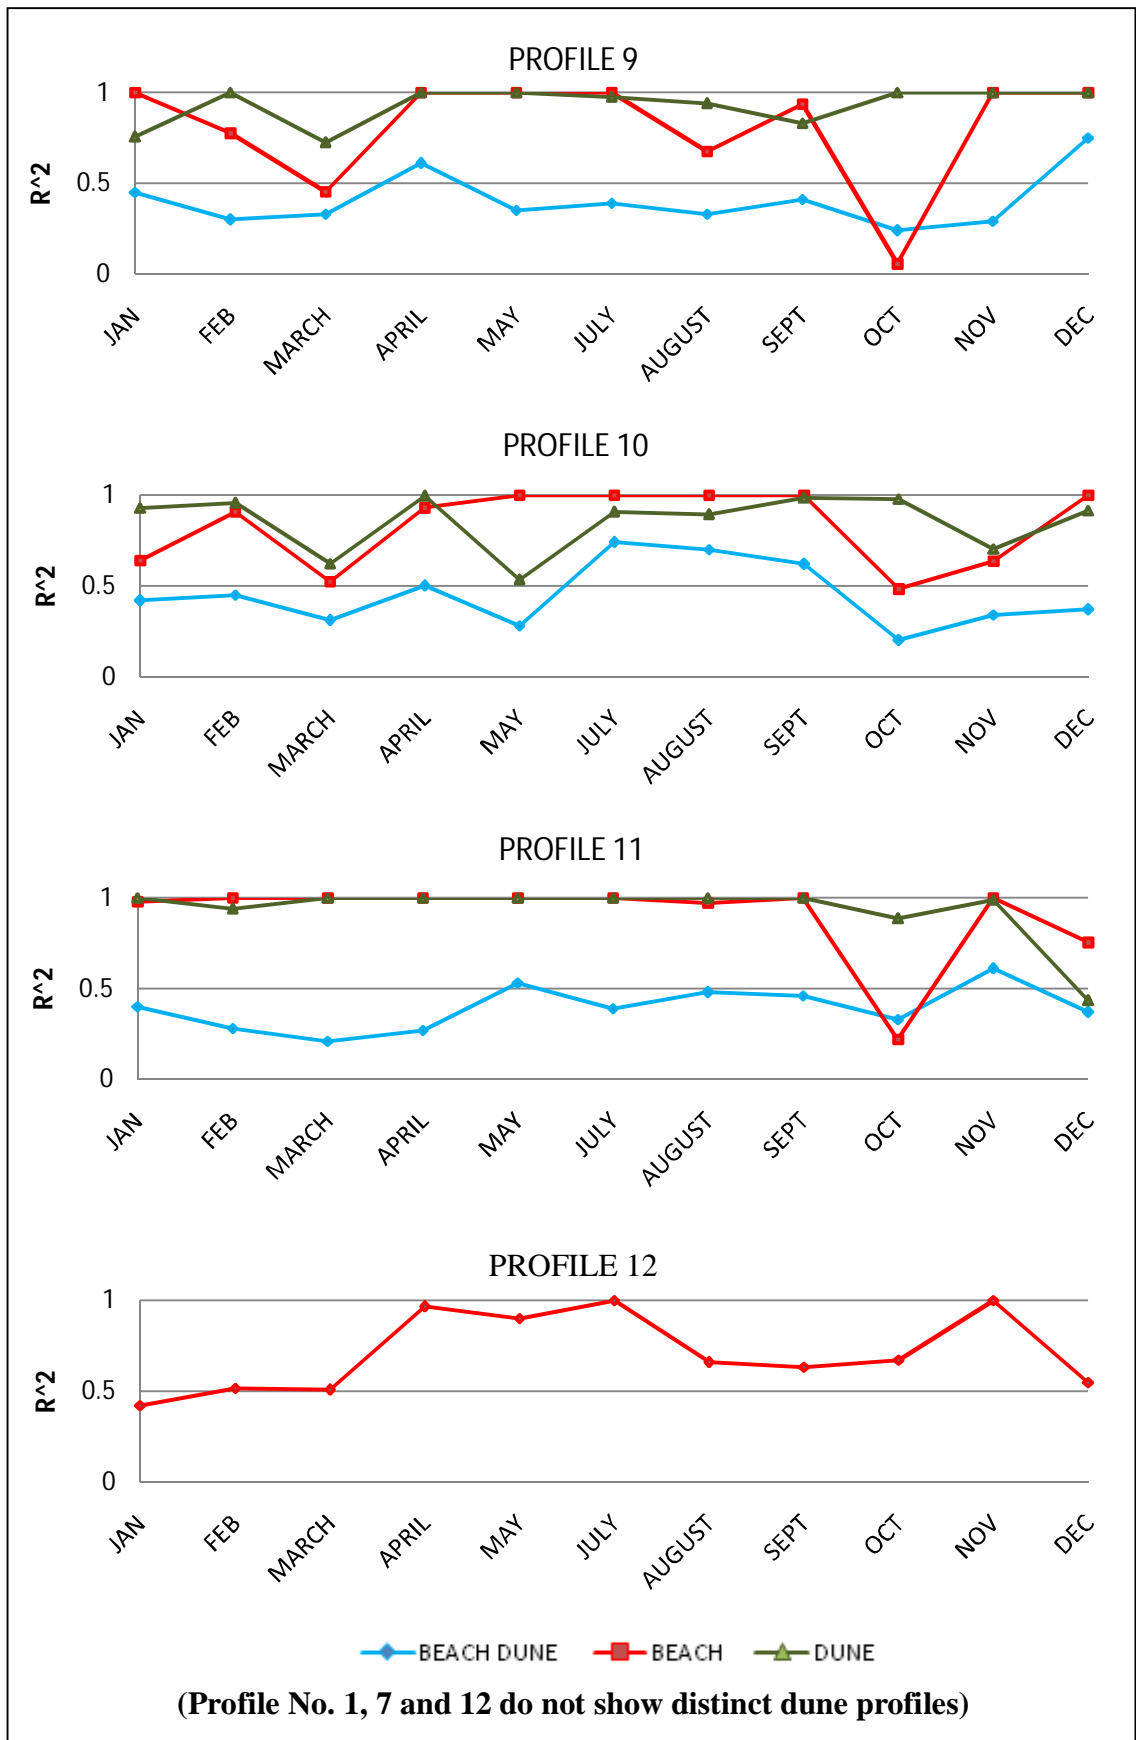 PROFILE 9
1
0.5
0
R^2
JAN FEB MARCH APRIL MAY JULY AUGUST SEPT OCT NOV DEC
PROFILE 10
1
0.5
0
R^2
JAN FEB MARCH APRIL MAY JULY AUGUST SEPT OCT NOV DEC
PROFILE 11
1
0.5
0
R^2
JAN FEB MARCH APRIL MAY JULY AUGUST SEPT OCT NOV DEC
PROFILE 12
1
0.5
0
R^2
JAN FEB MARCH APRIL MAY JULY AUGUST SEPT OCT NOV DEC
BEACH DUNE BEACH DUNE
(Profile No. 1, 7 and 12 do not show distinct dune profiles)